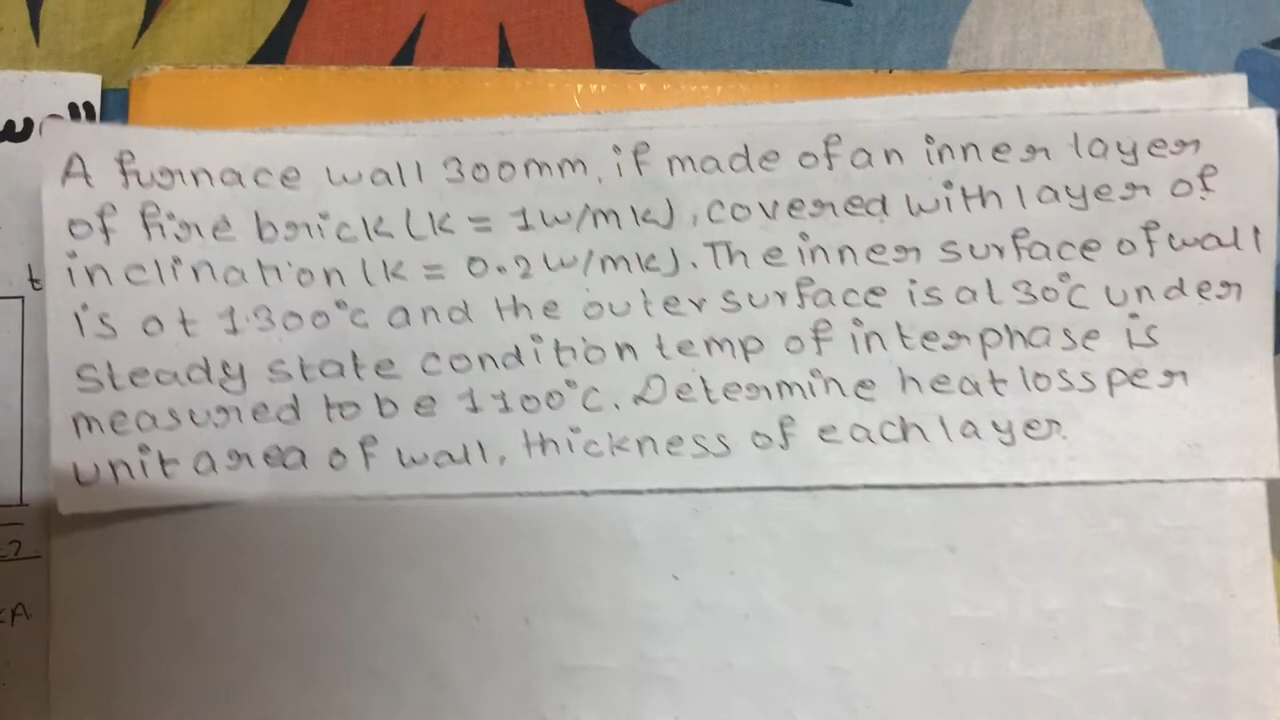 wall
A furnace wall 300mm, if made of an inner layer
of fire brick (K = 1w/mk), covered with layer of
t
inclination (K = 0.2w/mk). The inner surface of wall
is at 1300°c and the outer surface is at 30°c under
steady state condition temp of interphase is
measured to be 1100°c. Determine heat loss per
unit area of wall, thickness of each layer.